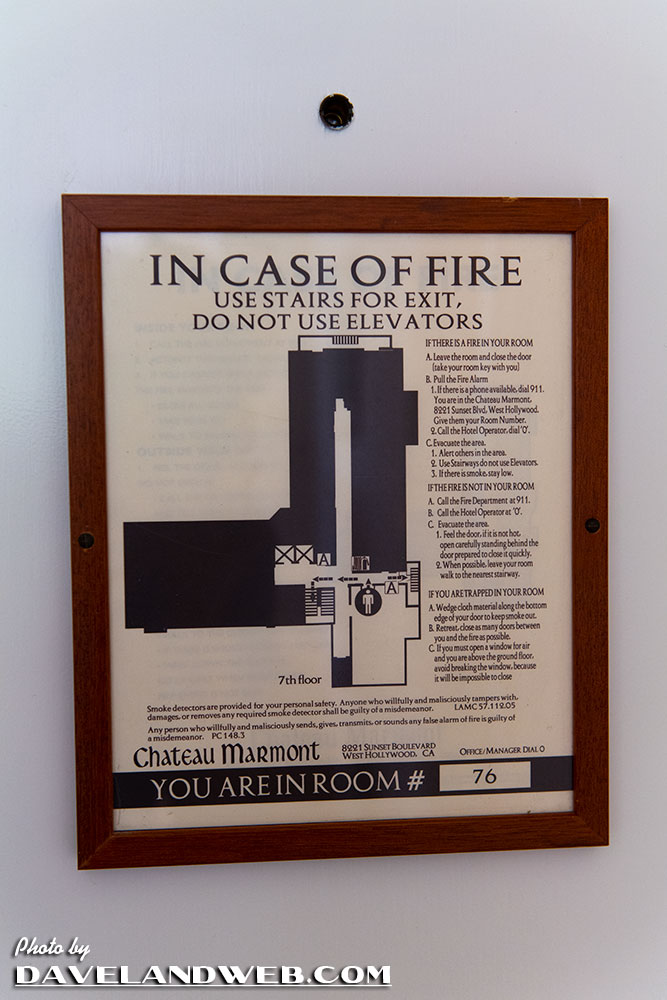 IN CASE OF FIRE
USE STAIRS FOR EXIT,
DO NOT USE ELEVATORS
IF THERE IS A FIRE IN YOUR ROOM
A. Leave the room and close the door
(take your room key with you)
B. Pull the Fire Alarm
1. If there is a phone available, dial 911.
You are in the Chateau Marmont,
8221 Sunset Blvd, West Hollywood.
Give them your Room Number.
2. Call the Hotel Operator, dial '0'.
C. Evacuate the area.
1. Alert others in the area.
2. Use Stairways do not use Elevators.
3. If there is smoke, stay low.
IF THE FIRE IS NOT IN YOUR ROOM
A. Call the Fire Department at 911.
B. Call the Hotel Operator at '0'.
C. Evacuate the area.
1. Feel the door, if it is not hot,
open carefully standing behind the
door prepared to close it quickly.
2. When possible, leave your room
walk to the nearest stairway.
IF YOU ARE TRAPPED IN YOUR ROOM
A. Wedge cloth material along the bottom
edge of your door to keep smoke out.
B. Retreat, close as many doors between
you and the fire as possible.
C. If you must open a window for air
and you are above the ground floor,
avoid breaking the window, because
it will be impossible to close
A
A
7th floor
Smoke detectors are provided for your personal safety. Anyone who willfully and malisciously tampers with,
damages, or removes any required smoke detector shall be guilty of a misdemeanor. LAMC 57.112.05
Any person who willfully and malisciously sends, gives, transmits, or sounds any false alarm of fire is guilty of
a misdemeanor. PC 148.3
Chateau Marmont
8221 Sunset Boulevard
West Hollywood, CA
Office/Manager Dial 0
YOU ARE IN ROOM # 76
Photo by
DAVELANDWEB.COM